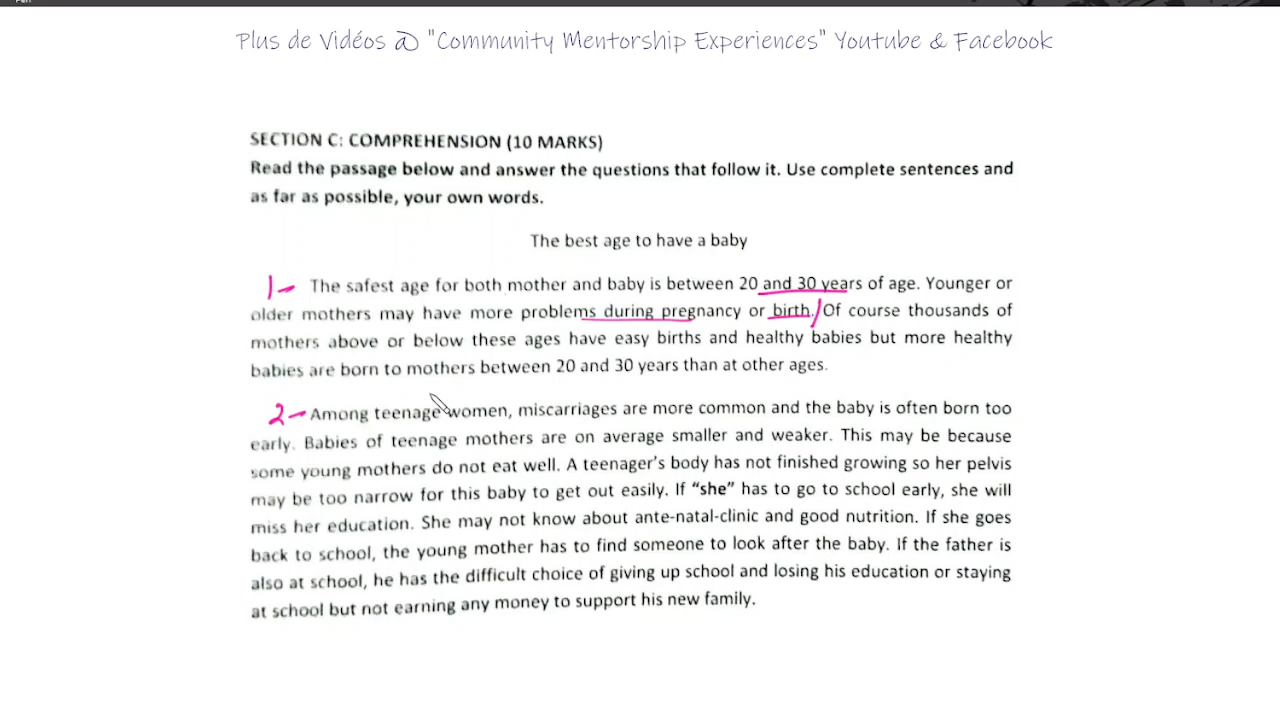 Plus de Vidéos @ "Community Mentorship Experiences" Youtube & Facebook
SECTION C: COMPREHENSION (10 MARKS)
Read the passage below and answer the questions that follow it. Use complete sentences and
as far as possible, your own words.
The best age to have a baby
1- The safest age for both mother and baby is between 20 and 30 years of age. Younger or
older mothers may have more problems during pregnancy or birth. Of course thousands of
mothers above or below these ages have easy births and healthy babies but more healthy
babies are born to mothers between 20 and 30 years than at other ages.
2- Among teenage women, miscarriages are more common and the baby is often born too
early. Babies of teenage mothers are on average smaller and weaker. This may be because
some young mothers do not eat well. A teenager's body has not finished growing so her pelvis
may be too narrow for this baby to get out easily. If “she” has to go to school early, she will
miss her education. She may not know about ante-natal-clinic and good nutrition. If she goes
back to school, the young mother has to find someone to look after the baby. If the father is
also at school, he has the difficult choice of giving up school and losing his education or staying
at school but not earning any money to support his new family.